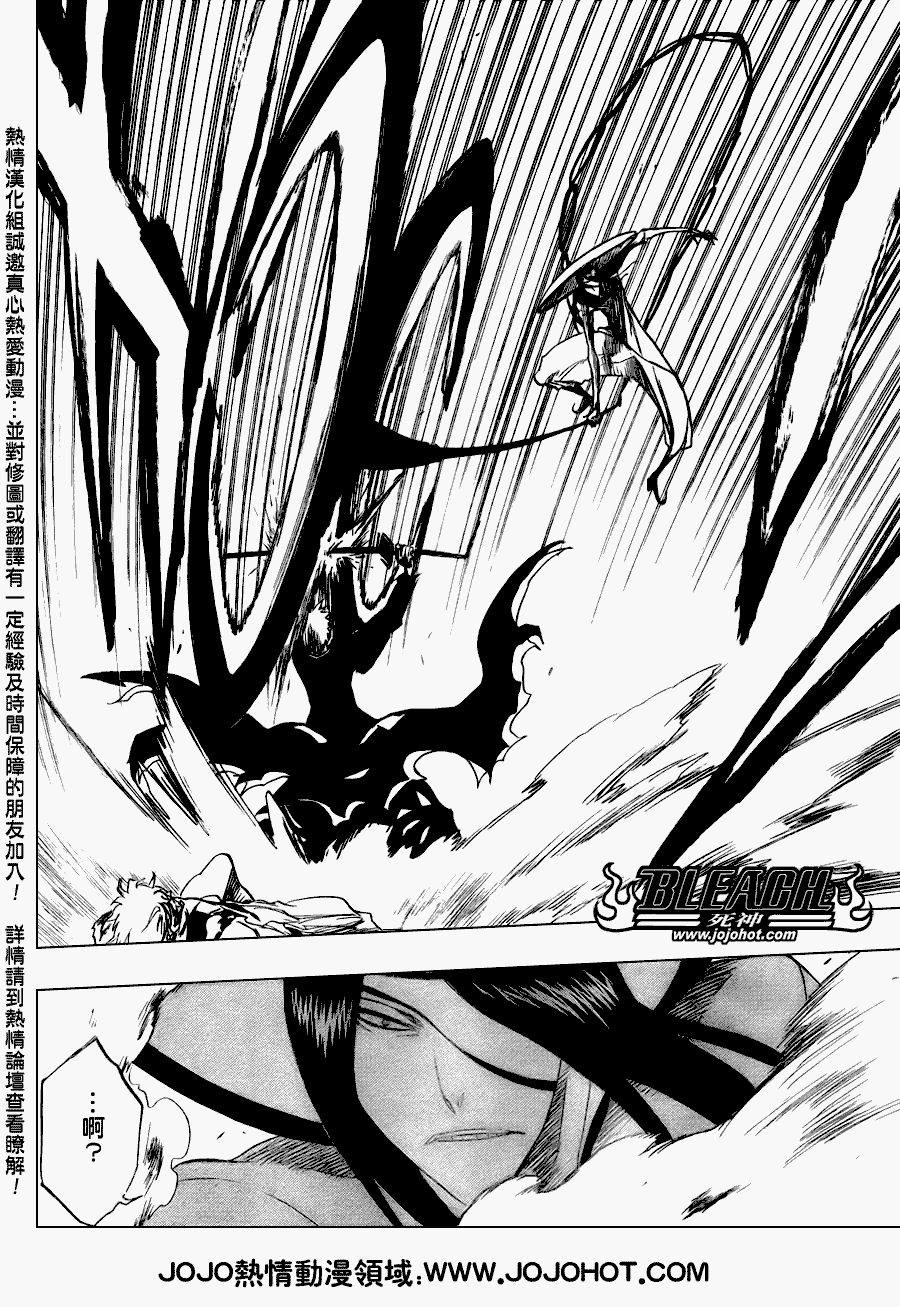 熱情漢化組誠邀真心熱愛動漫…並對修圖或翻譯有一定經驗及時間保障的朋友加入! 詳情請到熱情論壇查看瞭解!
BLEACH
死神
www.jojohot.com
…啊?
JOJO熱情動漫領域:WWW.JOJOHOT.COM